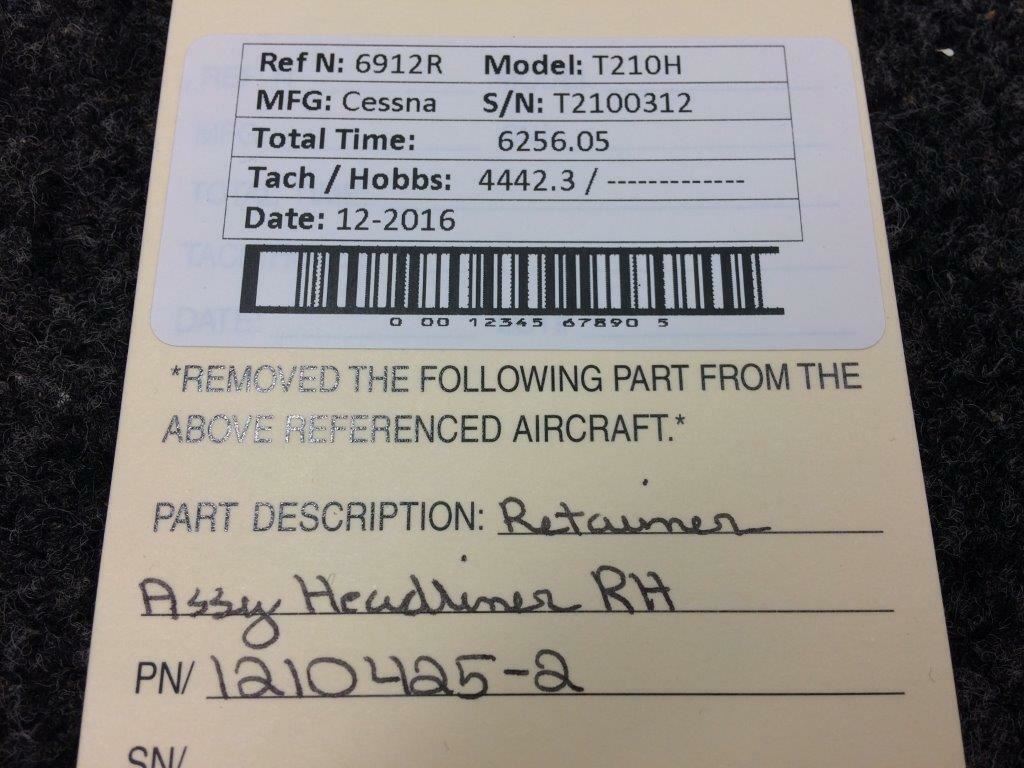 Ref N: 6912R Model: T210H
MFG: Cessna S/N: T2100312
Total Time: 6256.05
Tach / Hobbs: 4442.3 / -------------
Date: 12-2016
0 00 12345 67890 5
*REMOVED THE FOLLOWING PART FROM THE
ABOVE REFERENCED AIRCRAFT.*
PART DESCRIPTION: Retainer
Assy Headliner RH
PN/ 1210425-2
SN/